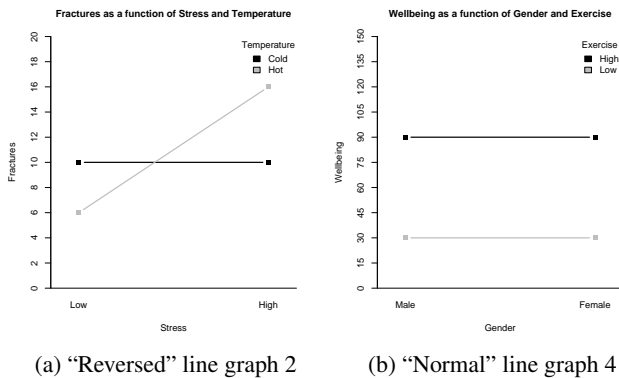 Fractures as a function of Stress and Temperature
20
18
16
14
12
10
8
6
4
2
0
Fractures
Temperature
Cold
Hot
Low
High
Stress
(a) “Reversed” line graph 2
Wellbeing as a function of Gender and Exercise
150
135
120
105
90
75
60
45
30
15
0
Wellbeing
Exercise
High
Low
Male
Female
Gender
(b) “Normal” line graph 4